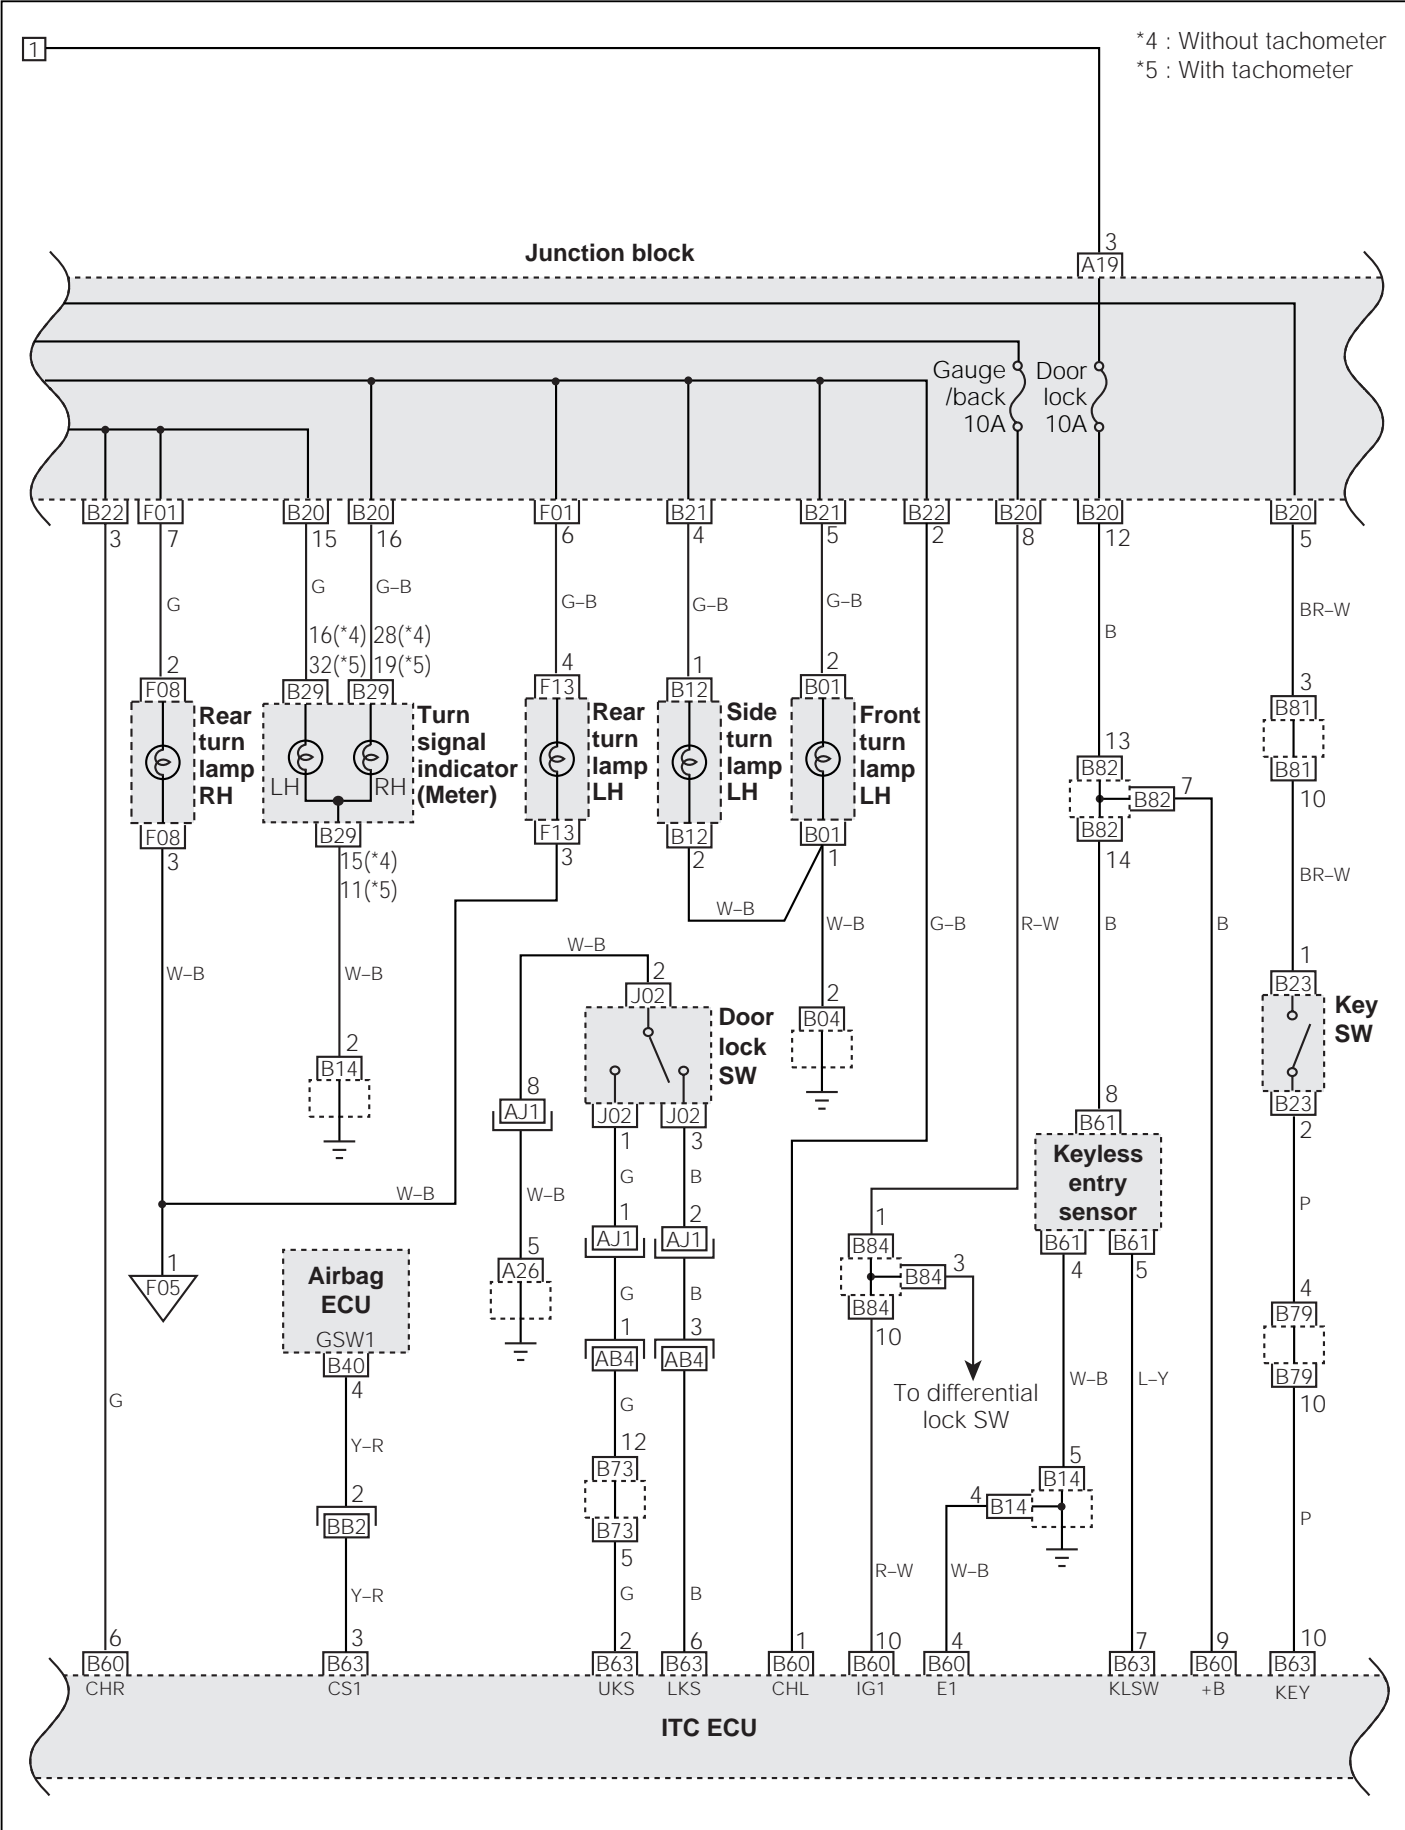 1
*4 : Without tachometer
*5 : With tachometer
3
Junction block
A19
Gauge
/back
10A
Door
lock
10A
B22 F01 B20 B20 F01 B21 B21 B22 B20 B20 B20
3 7 15 16 6 4 5 2 8 12 5
G G G–B G–B G–B G–B B BR–W
16(*4) 28(*4)
32(*5) 19(*5)
2 4 1 2 3
F08 B29 B29 F13 B12 B01 B81
Rear
turn
lamp
RH
LH RH
Turn
signal
indicator
(Meter)
Rear
turn
lamp
LH
Side
turn
lamp
LH
Front
turn
lamp
LH
13
B82
B82 7
B82
14
B81
10
F08 B29 F13 B12 B01
3 15(*4) 3 2 1
11(*5)
BR–W
W–B W–B G–B R–W B B
W–B
W–B W–B
2
J02
Door
lock
SW
2
B04
1
B23
Key
SW
B23
2
2
B14
8
AJ1
J02 J02
1 3
8
B61
Keyless
entry
sensor
B61 B61
4 5
G B
W–B W–B
P
1 2
AJ1 AJ1
1
B84
B84 3
B84
10
1
F05
5
A26
Airbag
ECU
GSW1
B40
4
G B
1 3
AB4 AB4
4
B79
B79
10
To differential
lock SW
G
W–B L–Y
G
Y–R
12
B73
B73
5
2
BB2
5
B14
4 B14
P
R–W W–B
Y–R G B
6 3 2 6 1 10 4 7 9 10
B60 B63 B63 B63 B60 B60 B60 B63 B60 B63
CHR CS1 UKS LKS CHL IG1 E1 KLSW +B KEY
ITC ECU